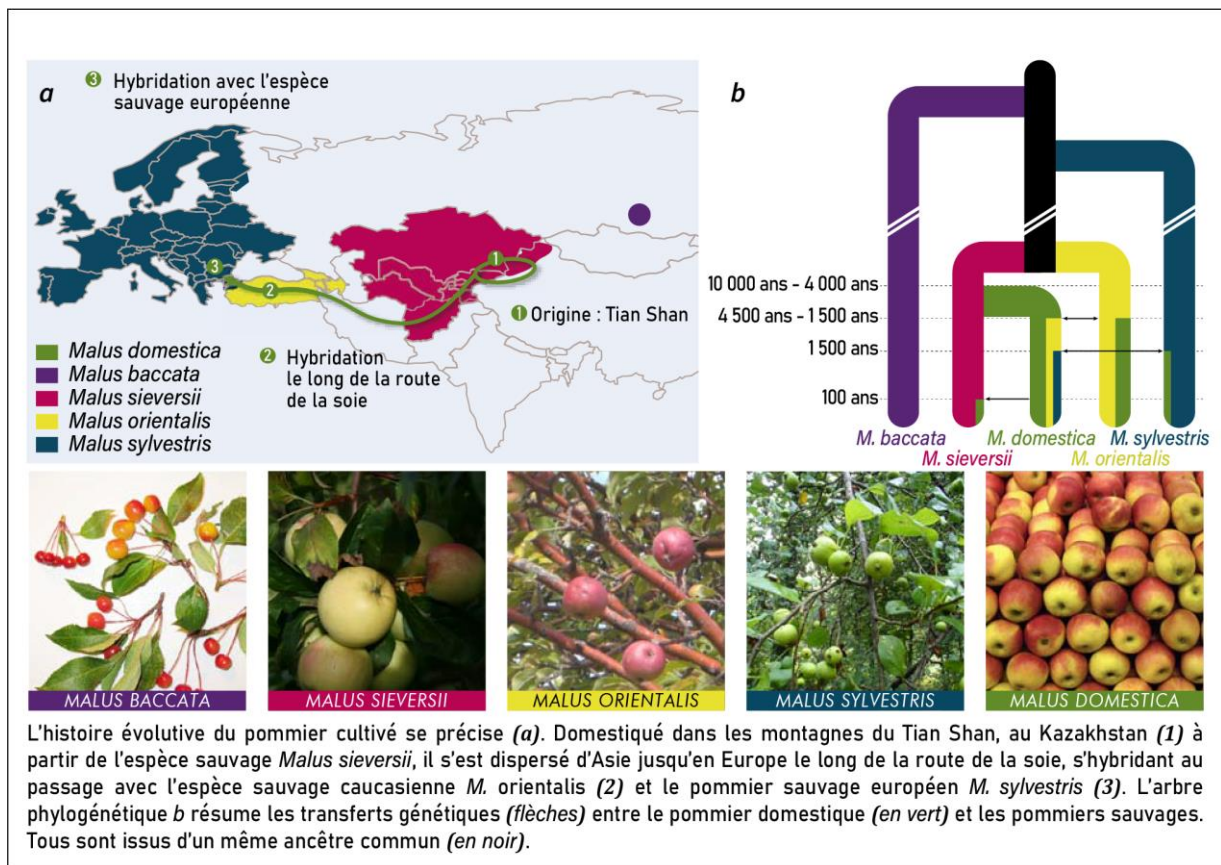 a
❸ Hybridation avec l'espèce
sauvage européenne
3
2
1
❶ Origine : Tian Shan
❷ Hybridation
le long de la route
de la soie
Malus domestica
Malus baccata
Malus sieversii
Malus orientalis
Malus sylvestris
b
10 000 ans - 4 000 ans
4 500 ans - 1 500 ans
1 500 ans
100 ans
M. baccata
M. sieversii
M. domestica
M. orientalis
M. sylvestris
MALUS BACCATA
MALUS SIEVERSII
MALUS ORIENTALIS
MALUS SYLVESTRIS
MALUS DOMESTICA
L'histoire évolutive du pommier cultivé se précise (a). Domestiqué dans les montagnes du Tian Shan, au Kazakhstan (1) à
partir de l'espèce sauvage Malus sieversii, il s'est dispersé d'Asie jusqu'en Europe le long de la route de la soie, s'hybridant au
passage avec l'espèce sauvage caucasienne M. orientalis (2) et le pommier sauvage européen M. sylvestris (3). L'arbre
phylogénétique b résume les transferts génétiques (flèches) entre le pommier domestique (en vert) et les pommiers sauvages.
Tous sont issus d'un même ancêtre commun (en noir).